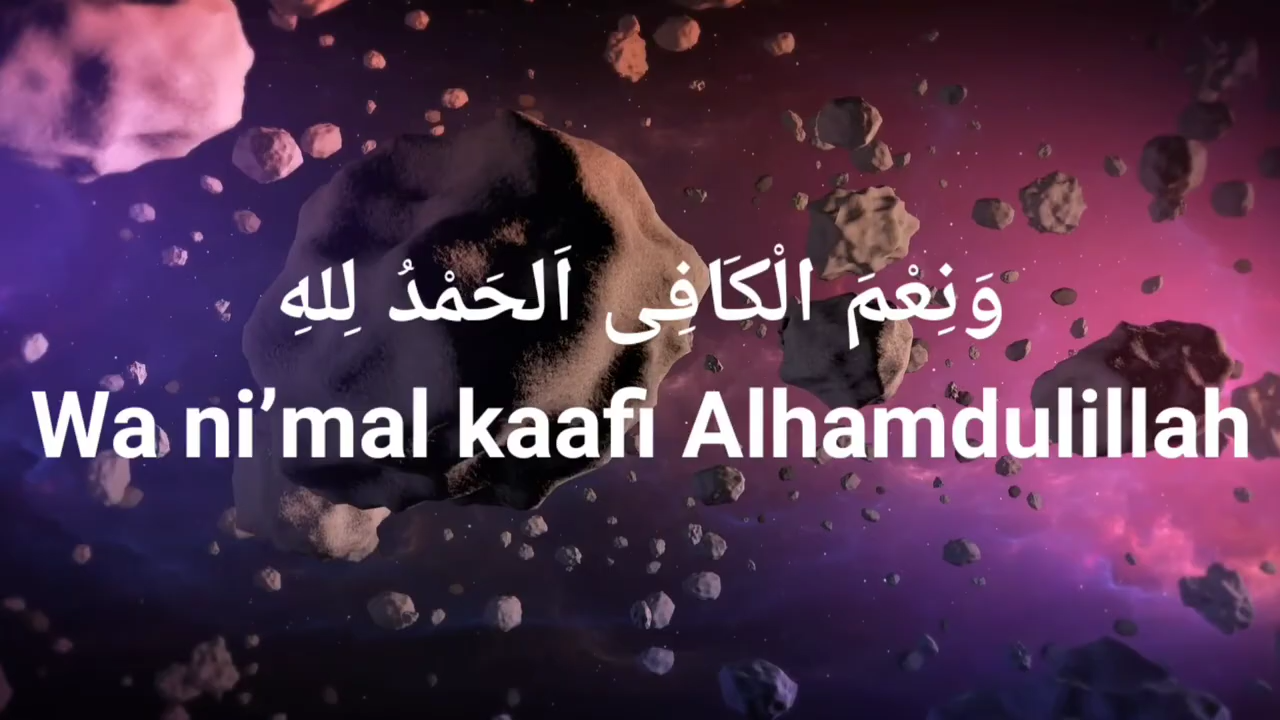 وَنِعْمَ الْكَافِى اَلحَمْدُ لِلهِ
Wa ni’mal kaafi Alhamdulillah